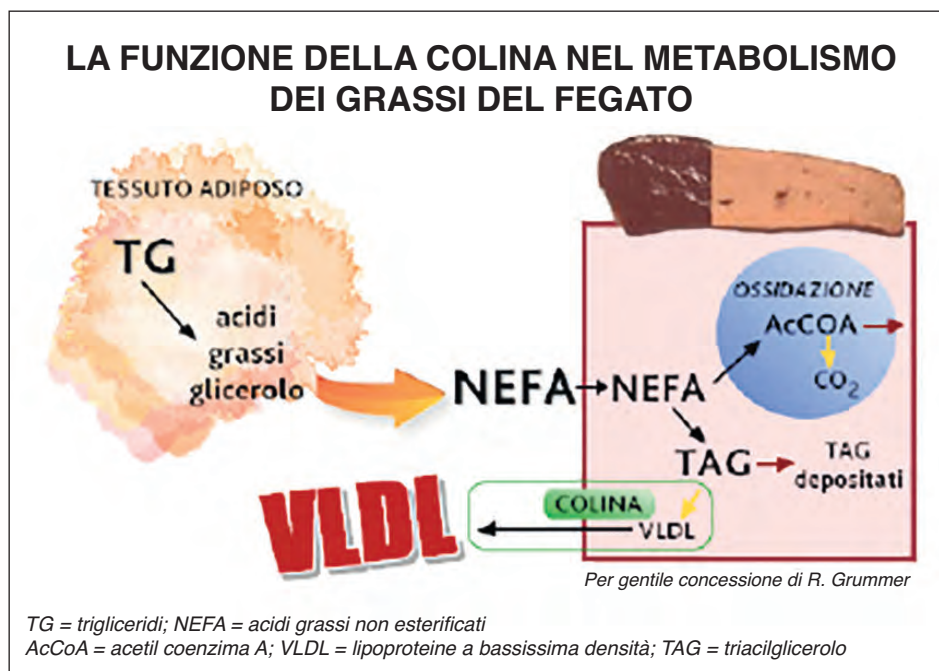 LA FUNZIONE DELLA COLINA NEL METABOLISMO
DEI GRASSI DEL FEGATO
TESSUTO ADIPOSO
TG
acidi
grassi
glicerolo
NEFA
NEFA
OSSIDAZIONE
AcCOA
CO₂
TAG
TAG
depositati
COLINA
VLDL
VLDL
Per gentile concessione di R. Grummer
TG = trigliceridi; NEFA = acidi grassi non esterificati
AcCoA = acetil coenzima A; VLDL = lipoproteine a bassissima densità; TAG = triacilglicerolo